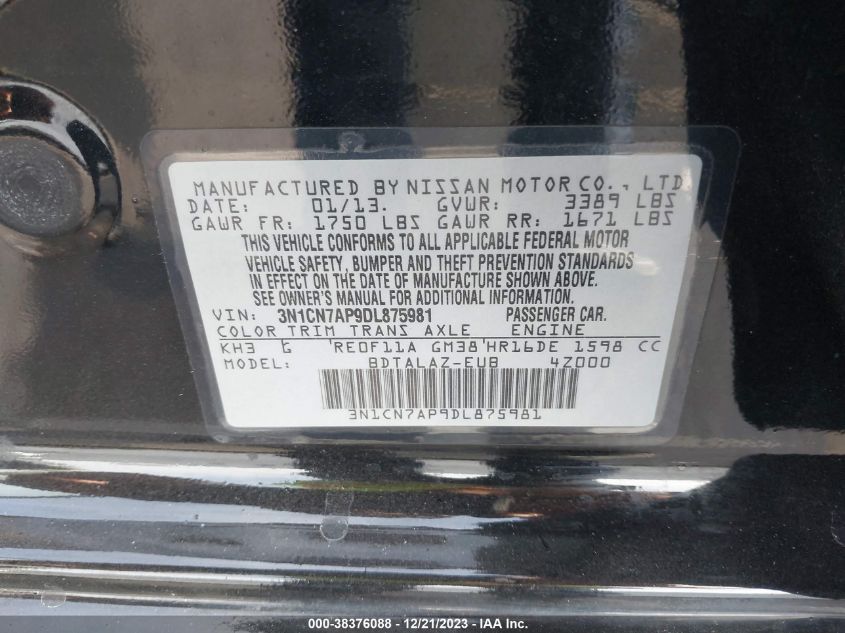 MANUFACTURED BY NISSAN MOTOR CO., LTD.
DATE: 01/13. GVWR: 3389 LBS
GAWR FR: 1750 LBS GAWR RR: 1671 LBS
THIS VEHICLE CONFORMS TO ALL APPLICABLE FEDERAL MOTOR
VEHICLE SAFETY, BUMPER AND THEFT PREVENTION STANDARDS
IN EFFECT ON THE DATE OF MANUFACTURE SHOWN ABOVE.
SEE OWNER'S MANUAL FOR ADDITIONAL INFORMATION.
VIN: 3N1CN7AP9DL875981 PASSENGER CAR.
COLOR TRIM TRANS AXLE ENGINE
KH3 G 'RE0F11A GM38'HR16DE 1598 CC
MODEL: BDTALAZ-EUB 4Z000
3N1CN7AP9DL875981
000-38376088 - 12/21/2023 - IAA Inc.